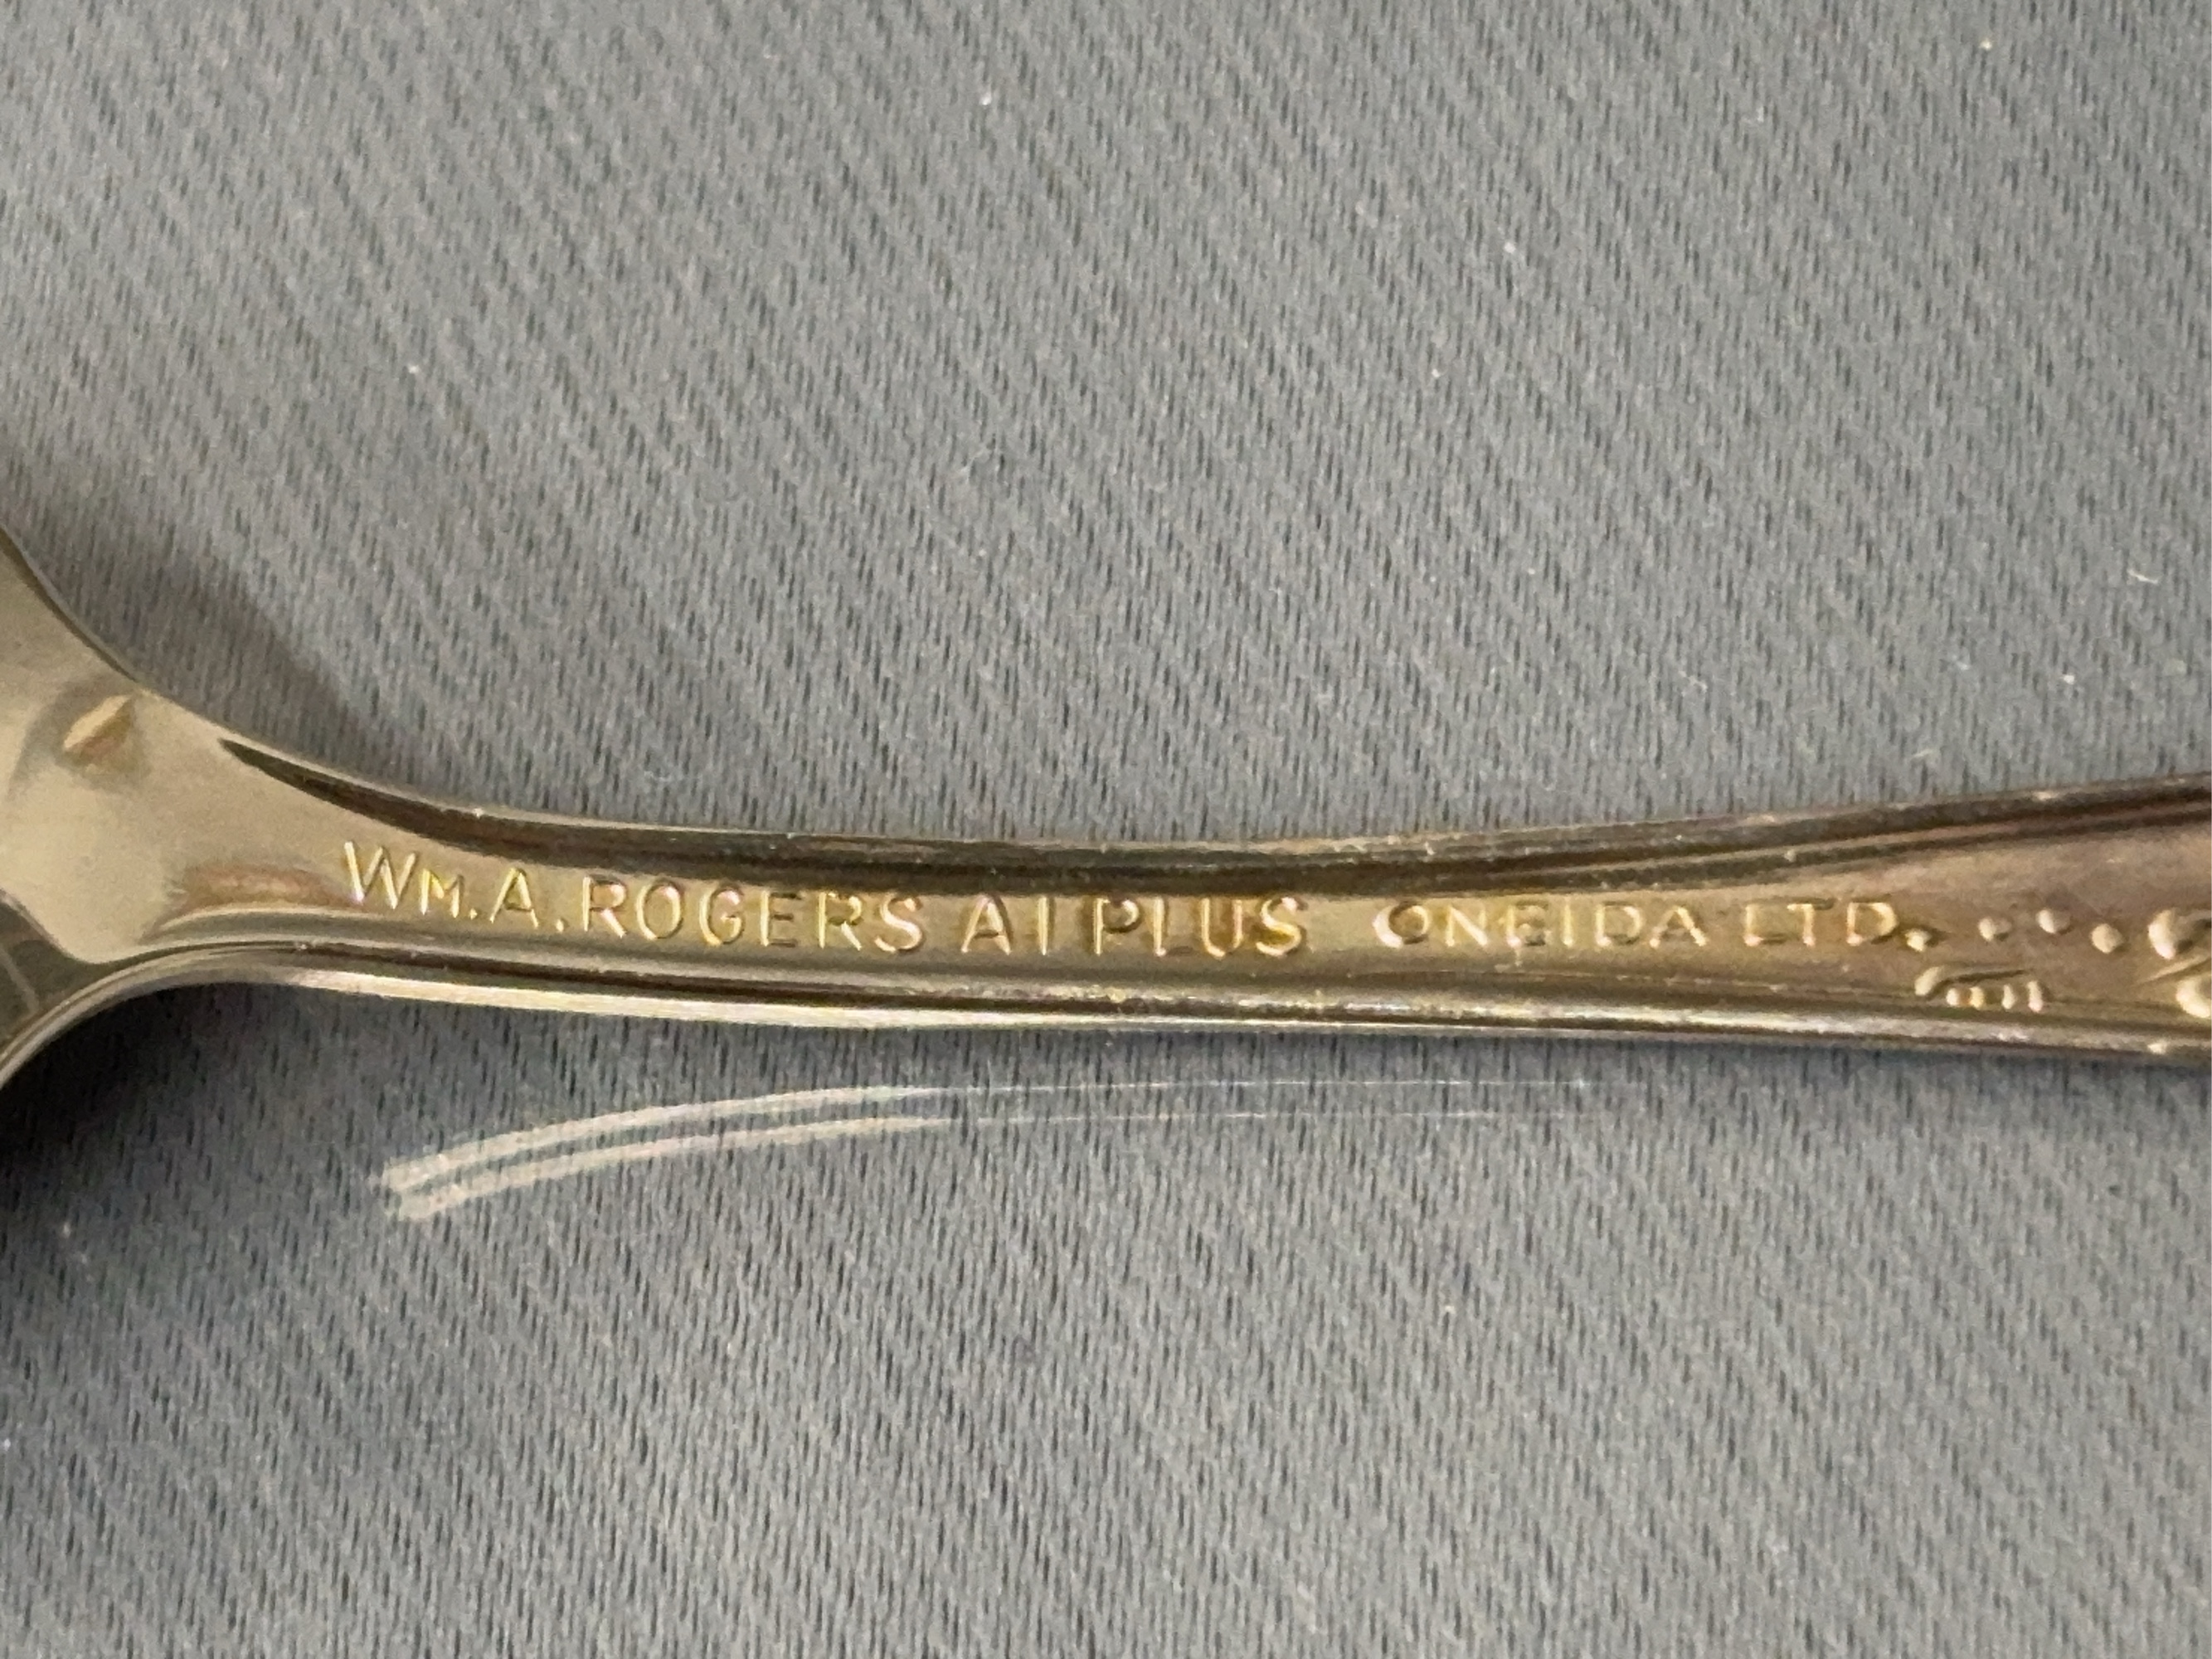 WM. A. ROGERS A1 PLUS ONEIDA LTD.